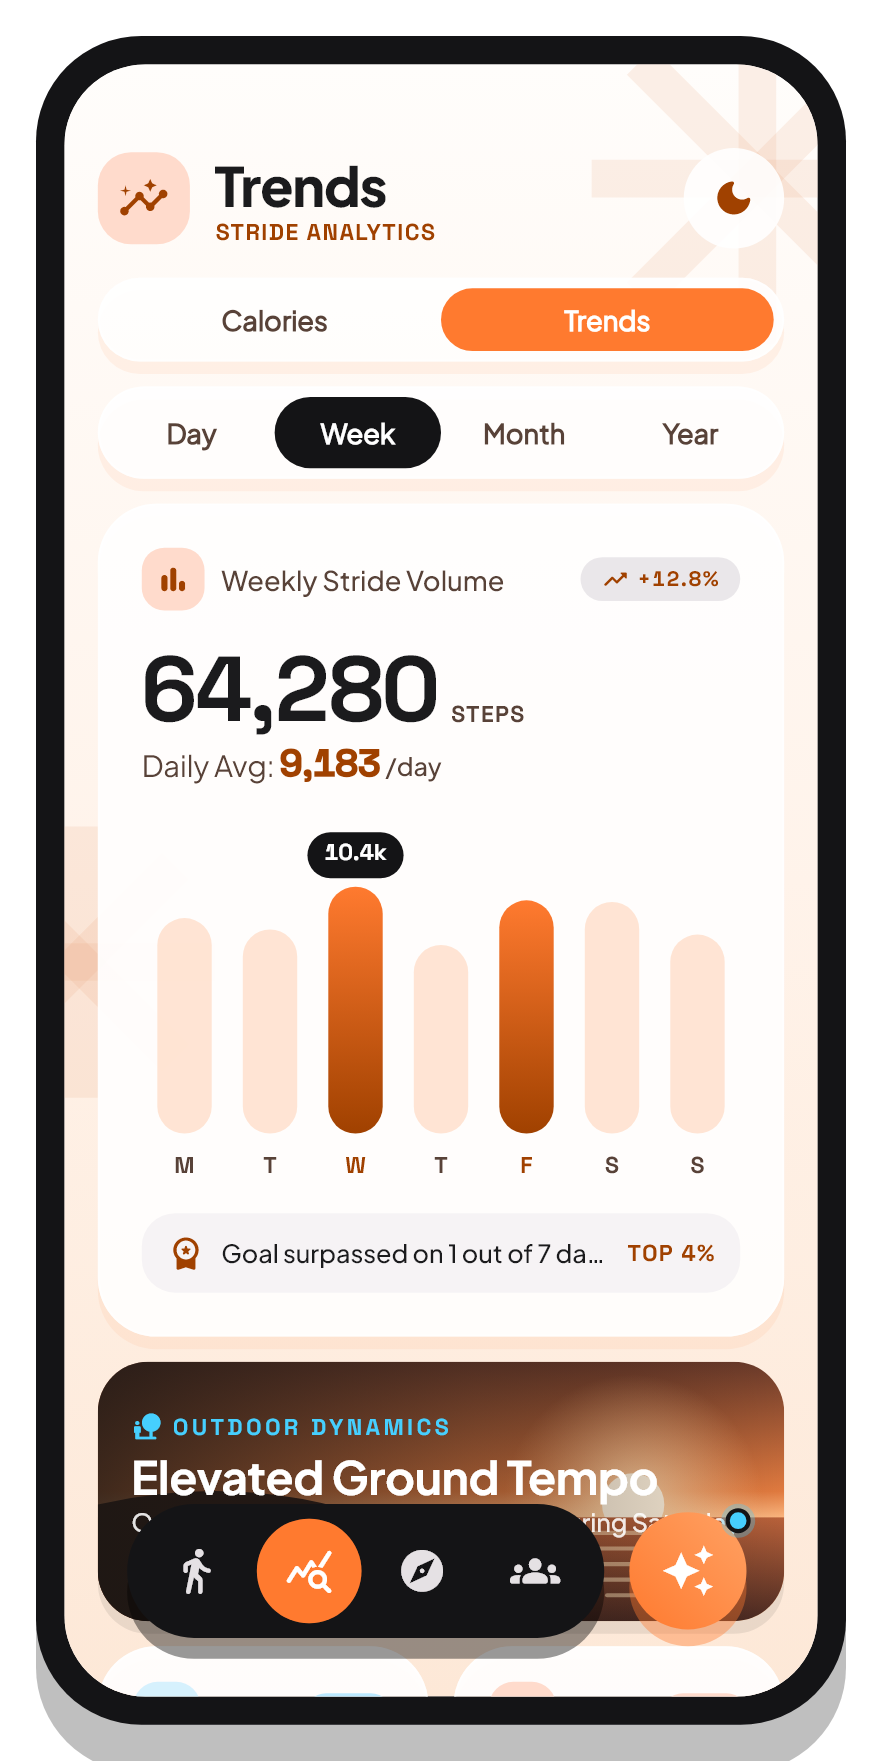 Trends
STRIDE ANALYTICS
Calories
Trends
Day
Week
Month
Year
Weekly Stride Volume
+12.8%
64,280 STEPS
Daily Avg: 9,183 /day
10.4k
M T W T F S S
Goal surpassed on 1 out of 7 da...
TOP 4%
OUTDOOR DYNAMICS
Elevated Ground Tempo